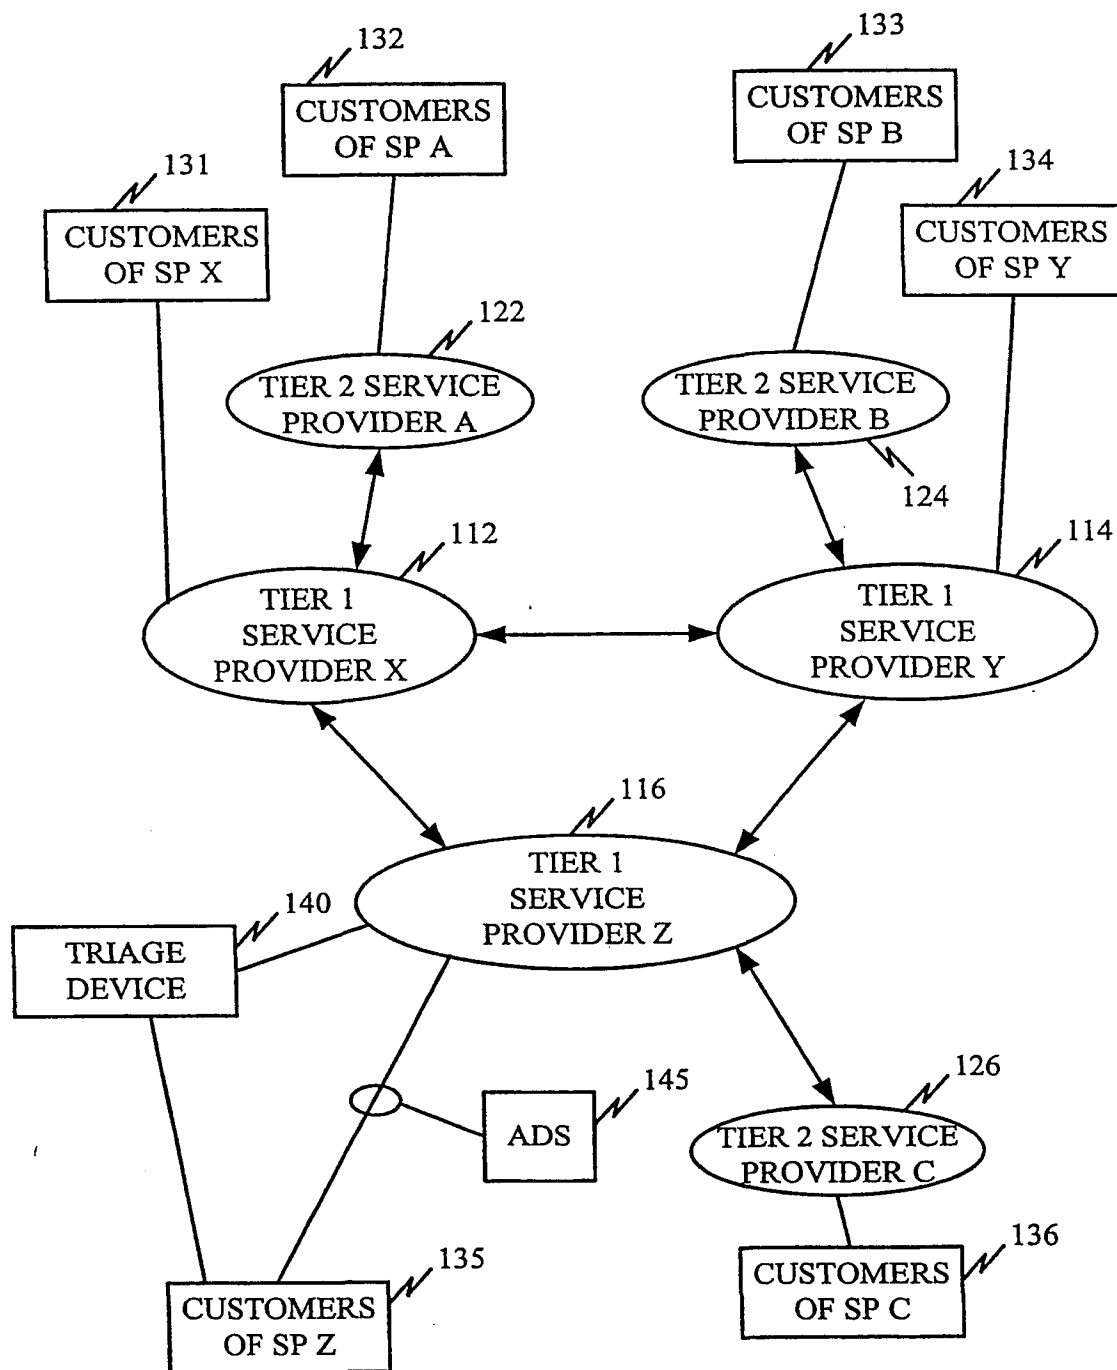 132
CUSTOMERS
OF SP A
133
CUSTOMERS
OF SP B
131
CUSTOMERS
OF SP X
134
CUSTOMERS
OF SP Y
122
TIER 2 SERVICE
PROVIDER A
TIER 2 SERVICE
PROVIDER B
124
112
TIER 1
SERVICE
PROVIDER X
114
TIER 1
SERVICE
PROVIDER Y
116
TIER 1
SERVICE
PROVIDER Z
140
TRIAGE
DEVICE
145
ADS
126
TIER 2 SERVICE
PROVIDER C
135
CUSTOMERS
OF SP Z
136
CUSTOMERS
OF SP C